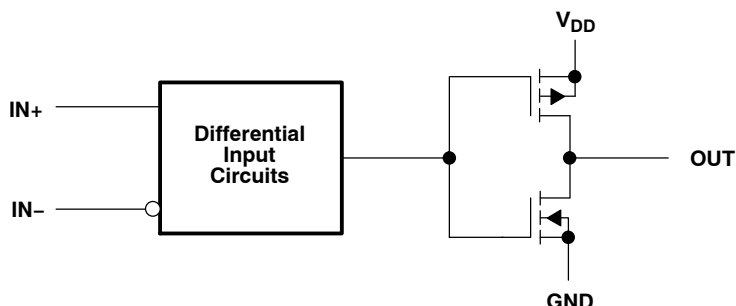 VDD
IN+
Differential
Input
Circuits
OUT
IN−
GND